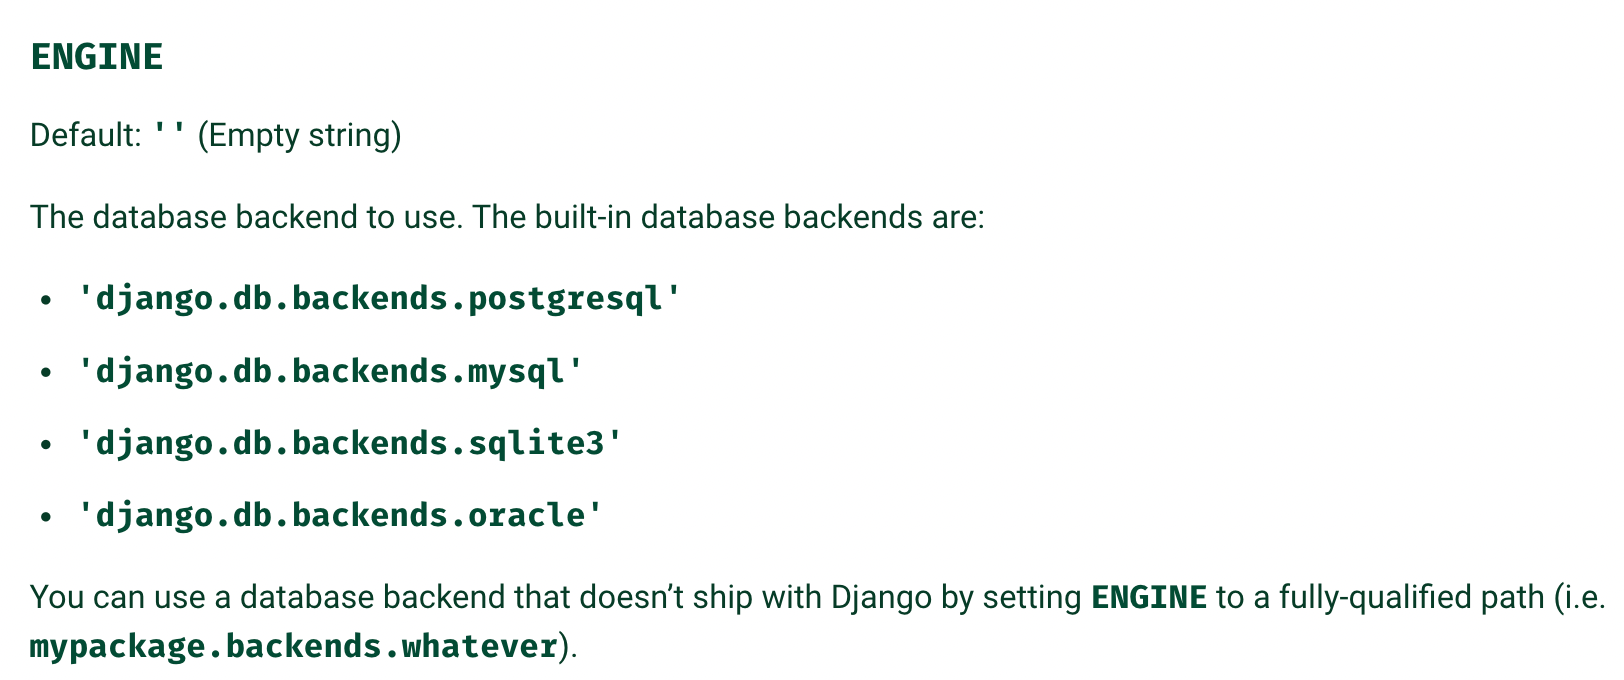 ENGINE
Default: '' (Empty string)
The database backend to use. The built-in database backends are:
• 'django.db.backends.postgresql'
• 'django.db.backends.mysql'
• 'django.db.backends.sqlite3'
• 'django.db.backends.oracle'
You can use a database backend that doesn’t ship with Django by setting ENGINE to a fully-qualified path (i.e.
mypackage.backends.whatever).